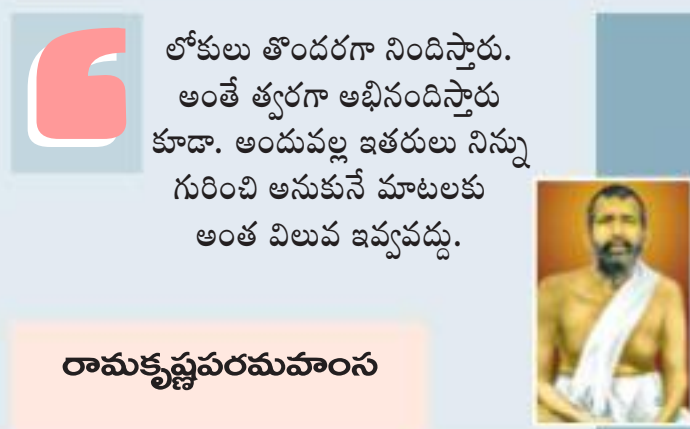 లోకులు తొందరగా నిందిస్తారు.
అంతే త్వరగా అభినందిస్తారు
కూడా. అందువల్ల ఇతరులు నిన్ను
గురించి అనుకునే మాటలకు
అంత విలువ ఇవ్వవద్దు.
రామకృష్ణపరమహంస